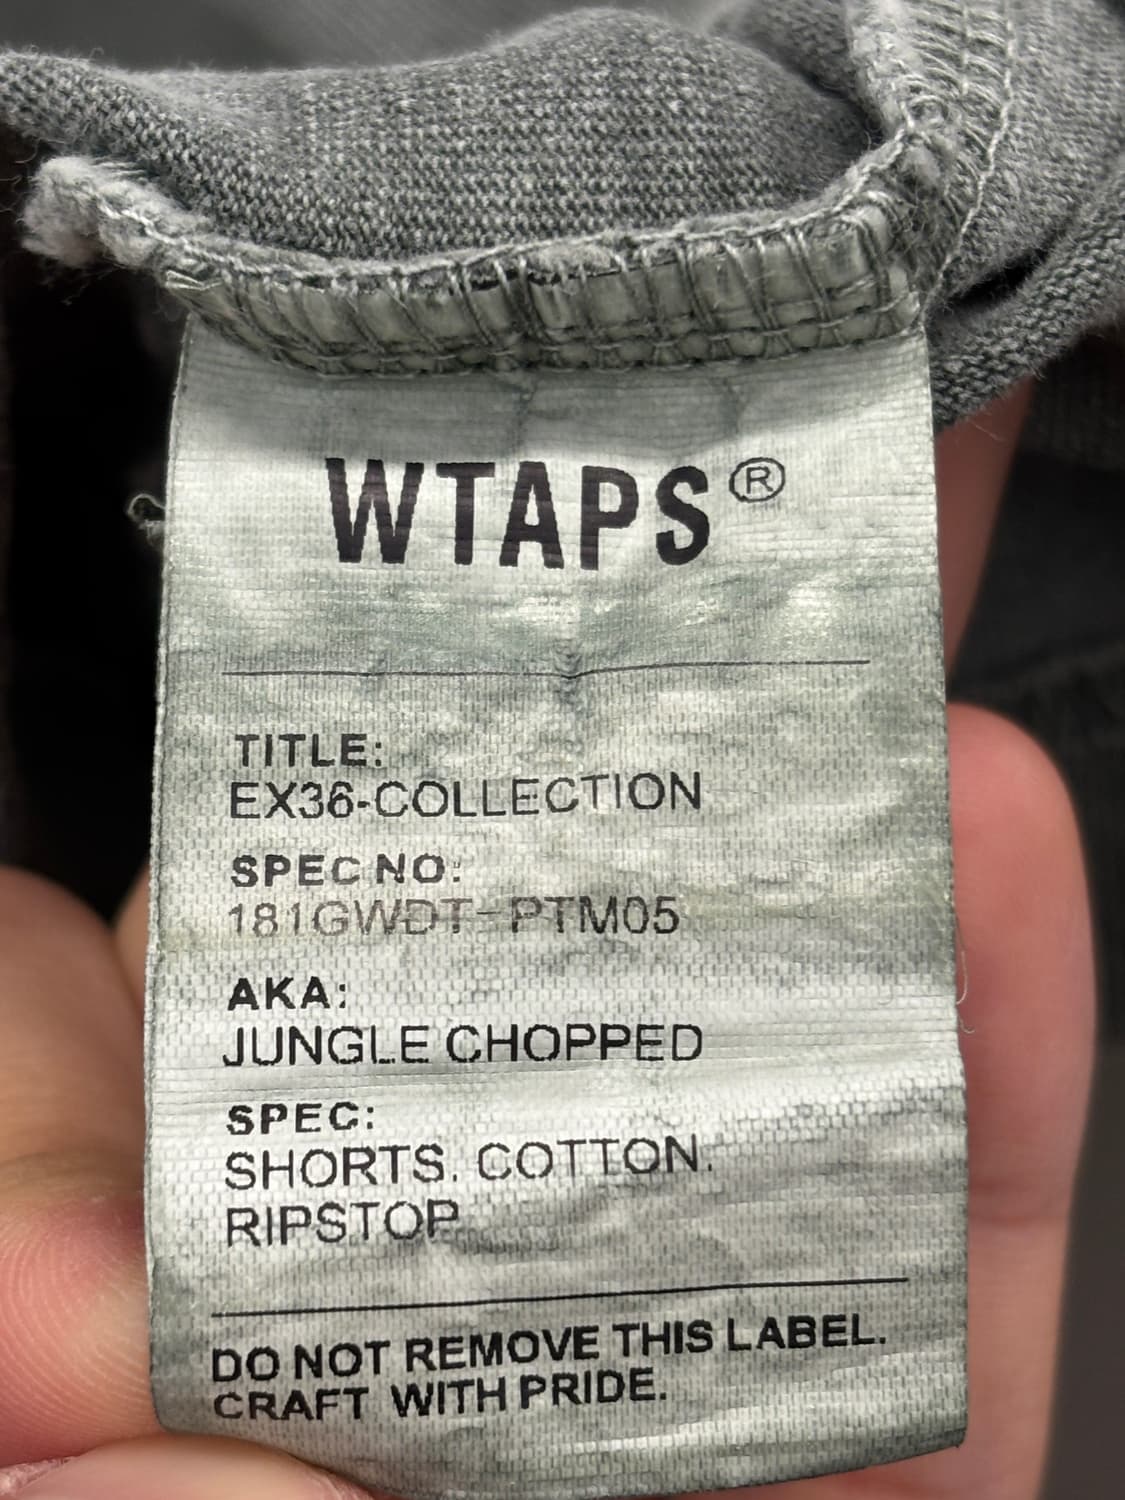 WTAPS®
TITLE:
EX36-COLLECTION
SPEC NO:
181GWDT-PTM05
AKA:
JUNGLE CHOPPED
SPEC:
SHORTS. COTTON.
RIPSTOP
DO NOT REMOVE THIS LABEL.
CRAFT WITH PRIDE.